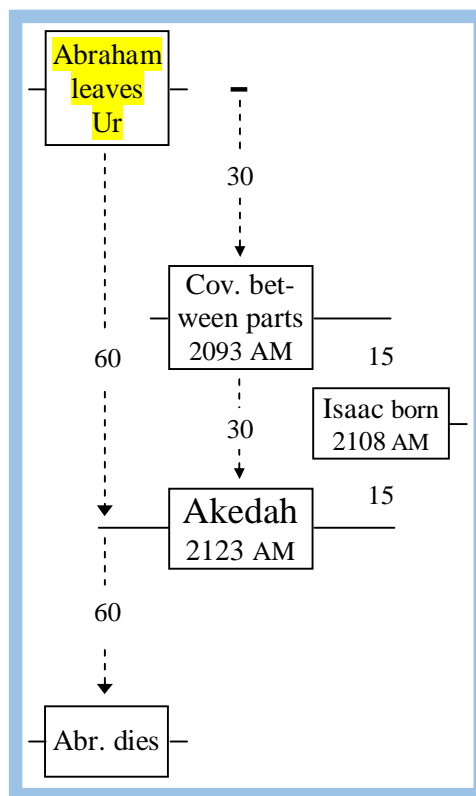 Abraham
leaves
Ur
30
Cov. bet-
ween parts
2093 AM
60
15
Isaac born
2108 AM
30
15
Akedah
2123 AM
60
Abr. dies